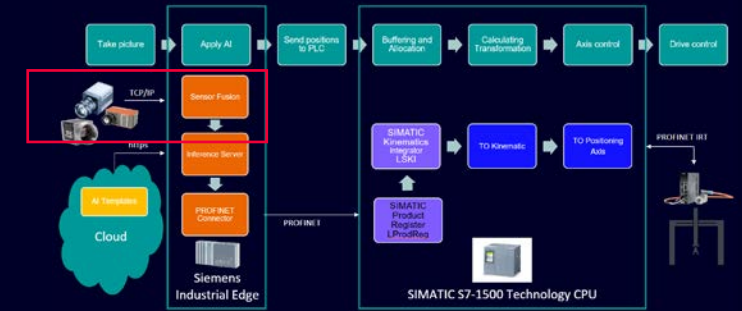 Take picture
Apply AI
Send positions
to PLC
Buffering and
Allocation
Calculating
Transformation
Axis control
Drive control
TCP/IP
Sensor Fusion
https
Inference Server
SIMATIC
Kinematics
Integrator
LSKI
TO Kinematic
TO Positioning
Axis
PROFINET IRT
AI Templates
Cloud
PROFINET
Connector
PROFINET
SIMATIC
Product
Register
LProdReg
Siemens
Industrial Edge
SIMATIC S7-1500 Technology CPU